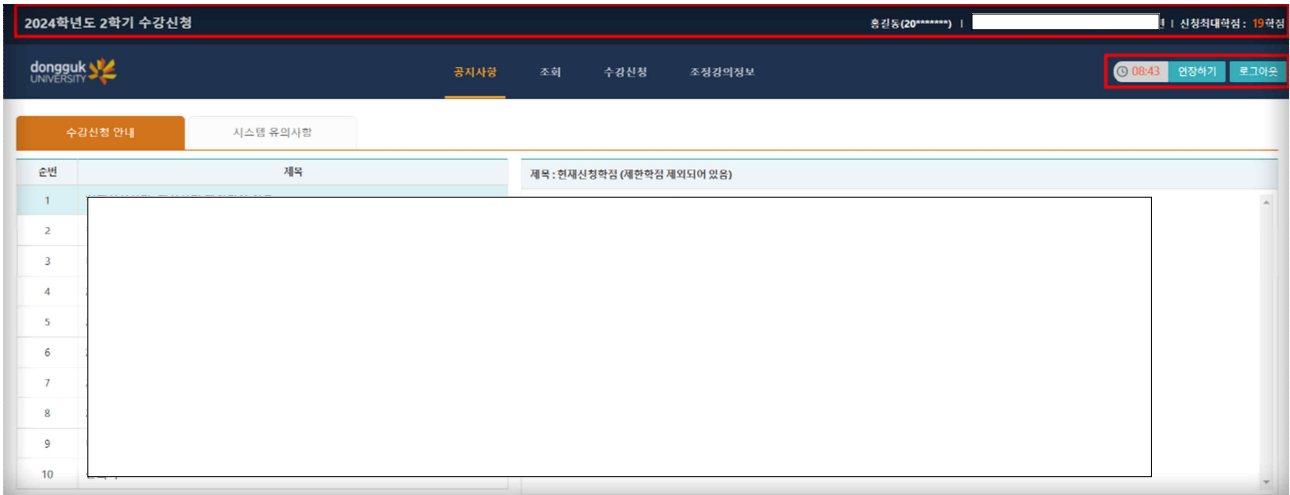 2024학년도 2학기 수강신청
홍길동(20*******) | | 신청최대학점 : 19학점
dongguk UNIVERSITY
공지사항 조회 수강신청 조정강의정보
08:43 연장하기 로그아웃
수강신청 안내 시스템 유의사항
순번 제목
제목 : 현재신청학점 (제한학점 제외되어 있음)
1
2
3
4
5
6
7
8
9
10